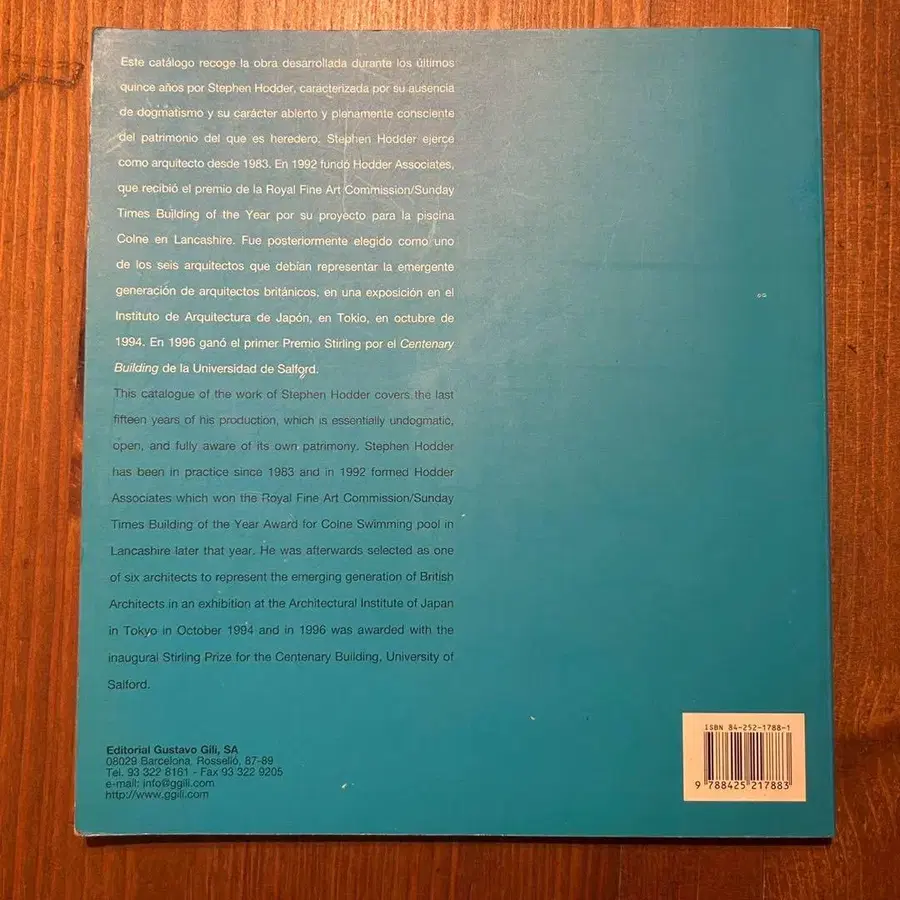 Este catálogo recoge la obra desarrollada durante los últimos
quince años por Stephen Hodder, caracterizada por su ausencia
de dogmatismo y su carácter abierto y plenamente consciente
del patrimonio del que es heredero. Stephen Hodder ejerce
como arquitecto desde 1983. En 1992 fundó Hodder Associates,
que recibió el premio de la Royal Fine Art Commission/Sunday
Times Building of the Year por su proyecto para la piscina
Colne en Lancashire. Fue posteriormente elegido como uno
de los seis arquitectos que debían representar la emergente
generación de arquitectos británicos, en una exposición en el
Instituto de Arquitectura de Japón, en Tokio, en octubre de
1994. En 1996 ganó el primer Premio Stirling por el Centenary
Building de la Universidad de Salford.
This catalogue of the work of Stephen Hodder covers the last
fifteen years of his production, which is essentially undogmatic,
open, and fully aware of its own patrimony. Stephen Hodder
has been in practice since 1983 and in 1992 formed Hodder
Associates which won the Royal Fine Art Commission/Sunday
Times Building of the Year Award for Colne Swimming pool in
Lancashire later that year. He was afterwards selected as one
of six architects to represent the emerging generation of British
Architects in an exhibition at the Architectural Institute of Japan
in Tokyo in October 1994 and in 1996 was awarded with the
inaugural Stirling Prize for the Centenary Building, University of
Salford.
Editorial Gustavo Gili, SA
08029 Barcelona, Rosselló, 87-89
Tel. 93 322 8161 - Fax 93 322 9205
e-mail: info@ggili.com
http://www.ggili.com
ISBN 84-252-1788-1
9 788425 217883